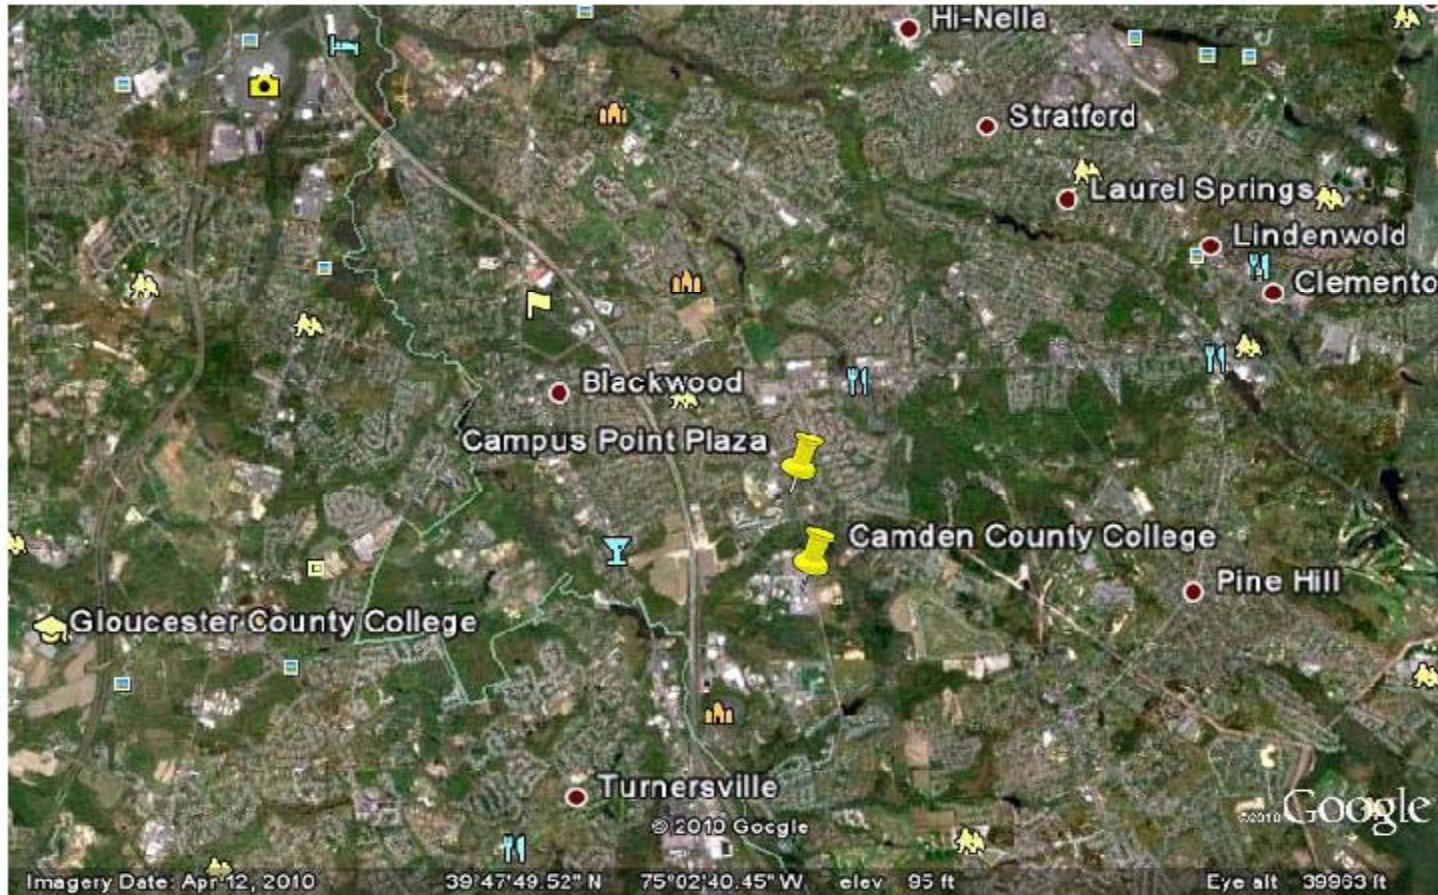 Hi-Nella
Stratford
Laurel Springs
Lindenwold
Clemento
Blackwood
Campus Point Plaza
Camden County College
Pine Hill
Gloucester County College
Turnersville
© 2010 Google
©2010 Google
Imagery Date: Apr 12, 2010 39°47'49.52" N 75°02'40.45" W elev 95 ft Eye alt 39963 ft